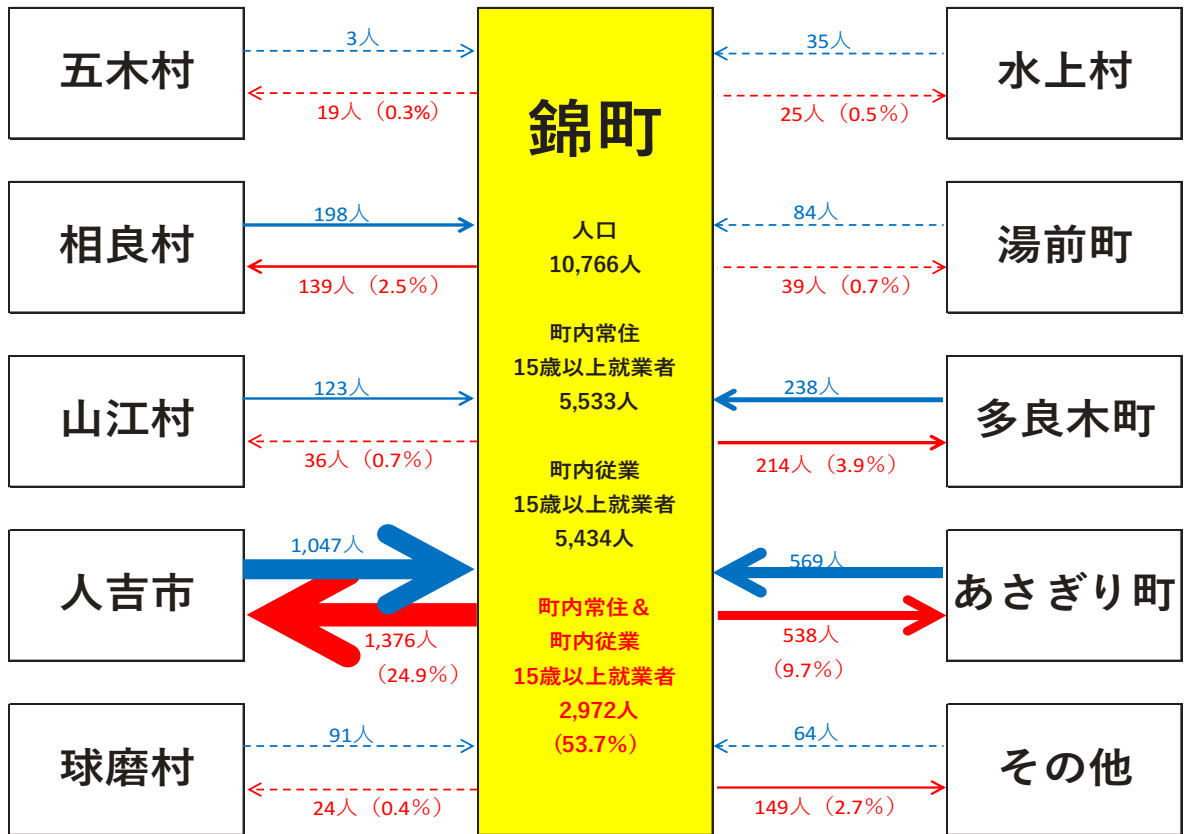 五木村
3人
19人（0.3%）
相良村
198人
139人（2.5%）
山江村
123人
36人（0.7%）
人吉市
1,047人
1,376人
（24.9%）
球磨村
91人
24人（0.4%）
錦町
人口
10,766人
町内常住
15歳以上就業者
5,533人
町内従業
15歳以上就業者
5,434人
町内常住＆
町内従業
15歳以上就業者
2,972人
(53.7%)
水上村
35人
25人（0.5%）
湯前町
84人
39人（0.7%）
多良木町
238人
214人（3.9%）
あさぎり町
569人
538人
（9.7%）
その他
64人
149人（2.7%）